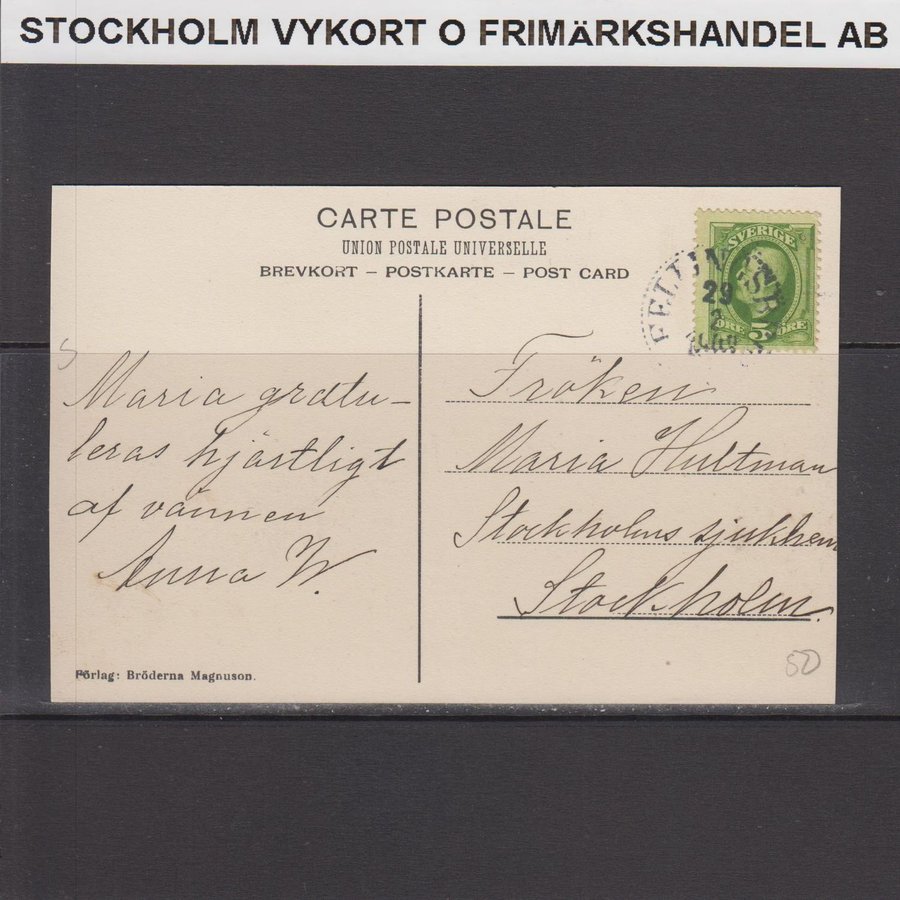 STOCKHOLM VYKORT O FRIMÄRKSHANDEL AB
CARTE POSTALE
UNION POSTALE UNIVERSELLE
BREVKORT – POSTKARTE – POST CARD
SVERIGE
ÖRE 5 ÖRE
29
Maria gratu-
leras hjärtligt
af vännen
Anna W.
Fröken
Maria Hultman
Stockholms sjukhem
Stockholm.
Förlag: Bröderna Magnuson.
50